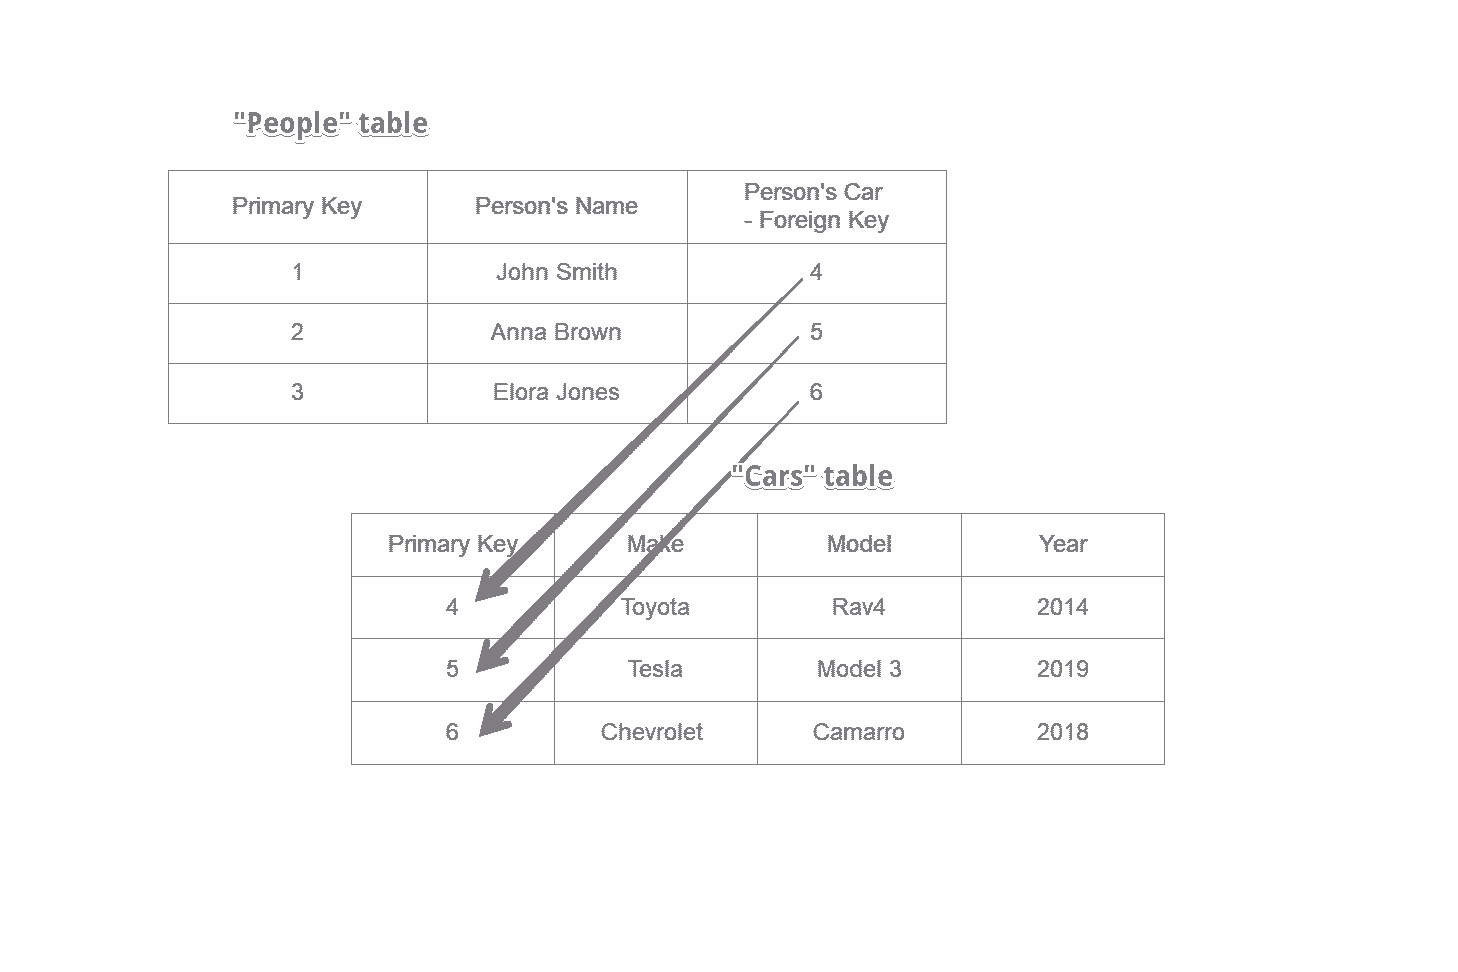 "People" table
Primary Key Person's Name Person's Car
- Foreign Key
1 John Smith 4
2 Anna Brown 5
3 Elora Jones 6
"Cars" table
Primary Key Make Model Year
4 Toyota Rav4 2014
5 Tesla Model 3 2019
6 Chevrolet Camarro 2018